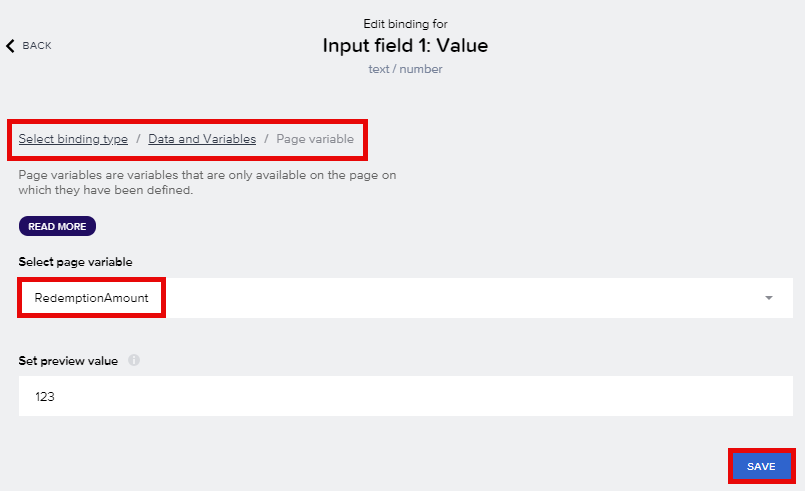 Edit binding for
BACK
Input field 1: Value
text / number
Select binding type / Data and Variables / Page variable
Page variables are variables that are only available on the page on
which they have been defined.
READ MORE
Select page variable
RedemptionAmount
Set preview value
123
SAVE